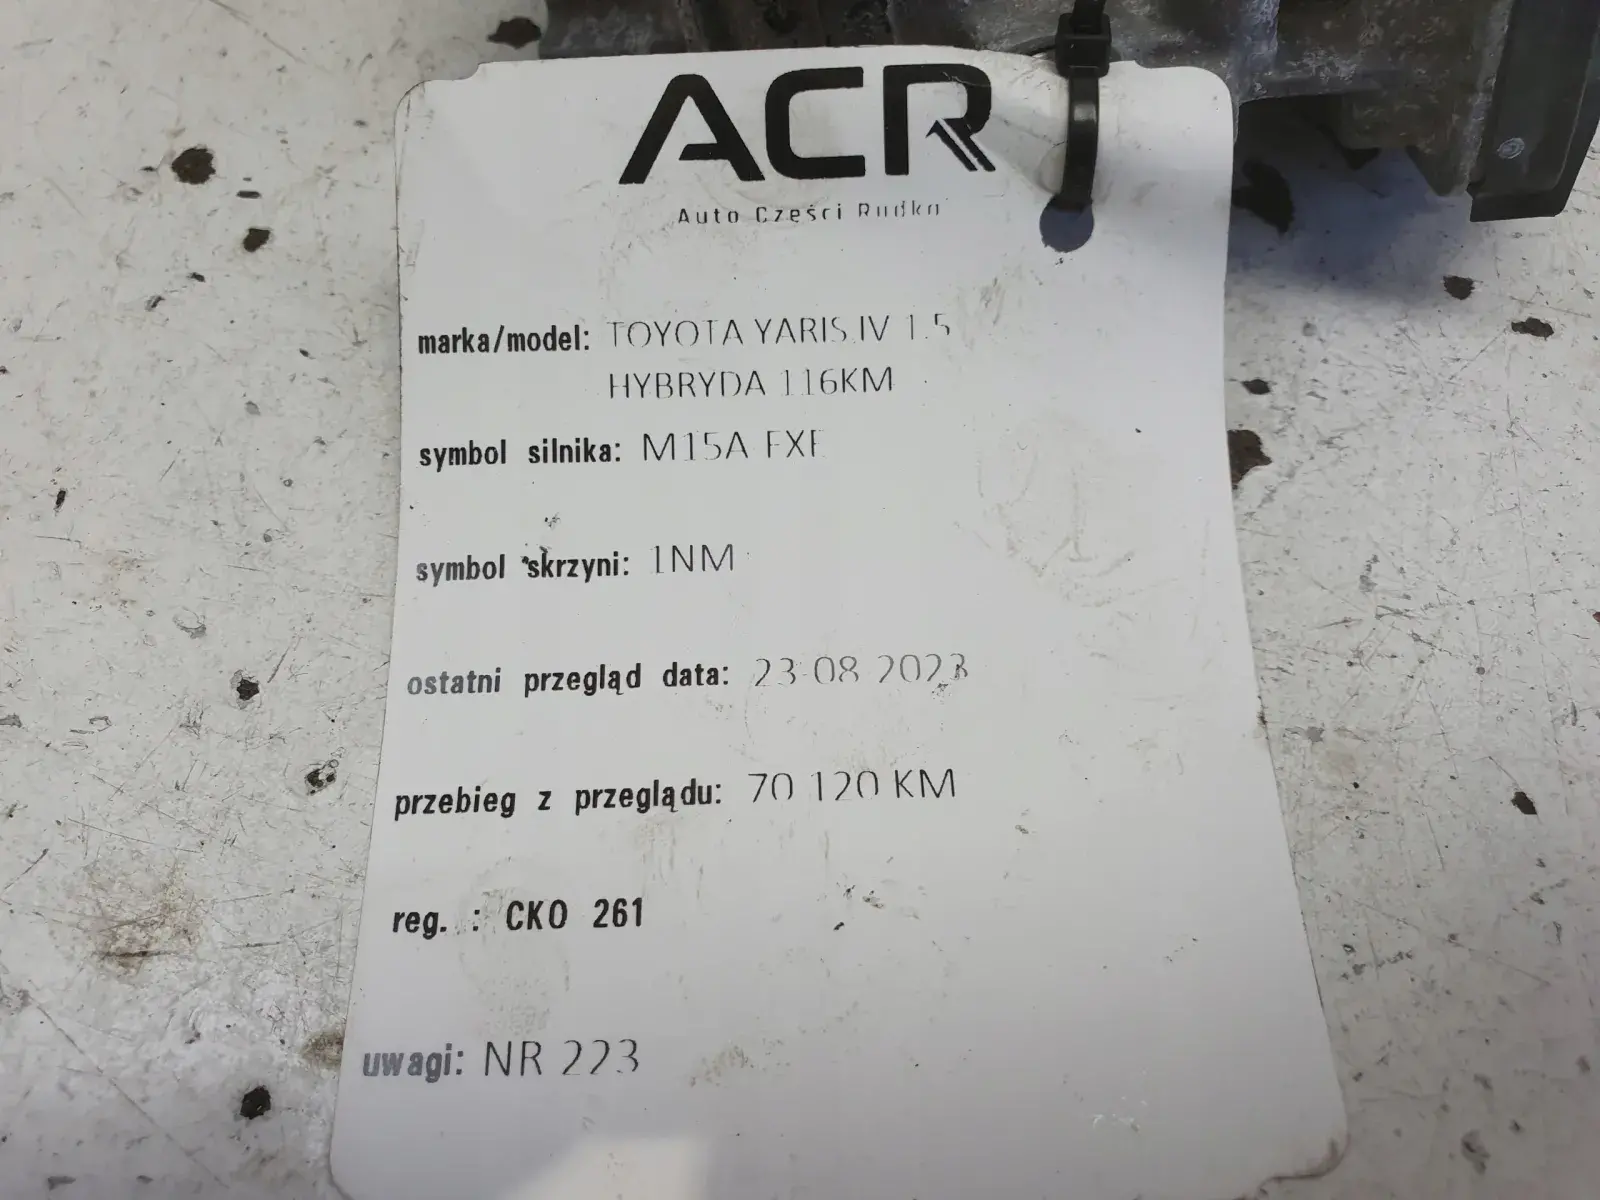 ACR
Auto Części Rudka
marka/model: TOYOTA YARIS IV 1.5
HYBRYDA 116KM
symbol silnika: M15A FXE
symbol skrzyni: 1NM
ostatni przegląd data: 23-08-2023
przebieg z przeglądu: 70 120 KM
reg. : CKO 261
uwagi: NR 223